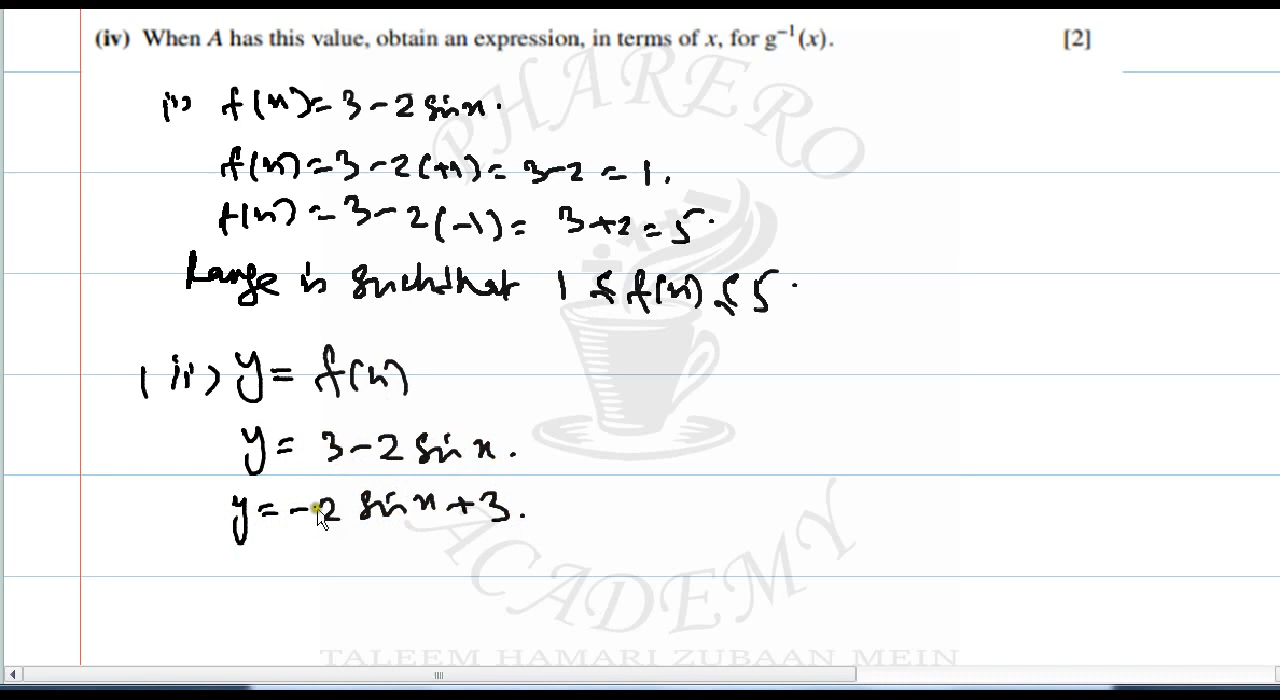 (iv) When A has this value, obtain an expression, in terms of x, for g⁻¹(x). [2]
i) f(x) = 3 - 2 sin x.
f(x) = 3 - 2(+1) = 3 - 2 = 1.
f(x) = 3 - 2(-1) = 3 + 2 = 5.
Range is such that 1 ≤ f(x) ≤ 5.
(ii) y = f(x)
y = 3 - 2 sin x.
y = -2 sin x + 3.
PHARERO
ACADEMY
TALEEM HAMARI ZUBAAN MEIN